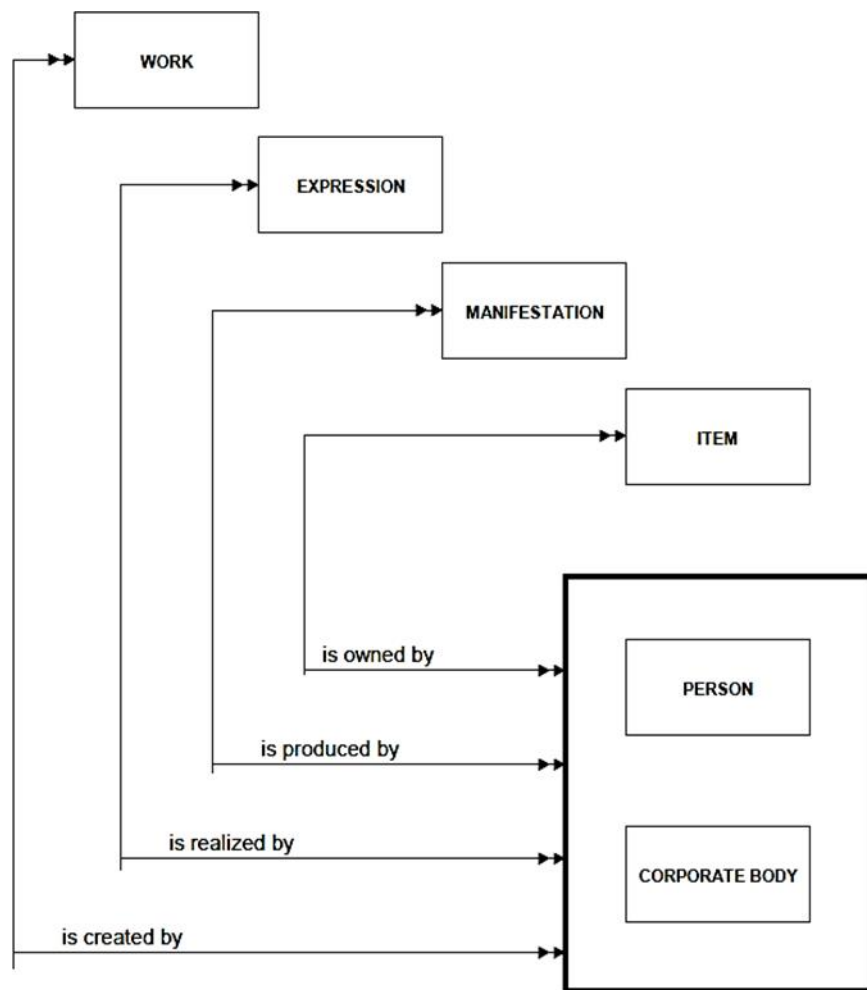 WORK
EXPRESSION
MANIFESTATION
ITEM
is owned by
PERSON
is produced by
is realized by
CORPORATE BODY
is created by